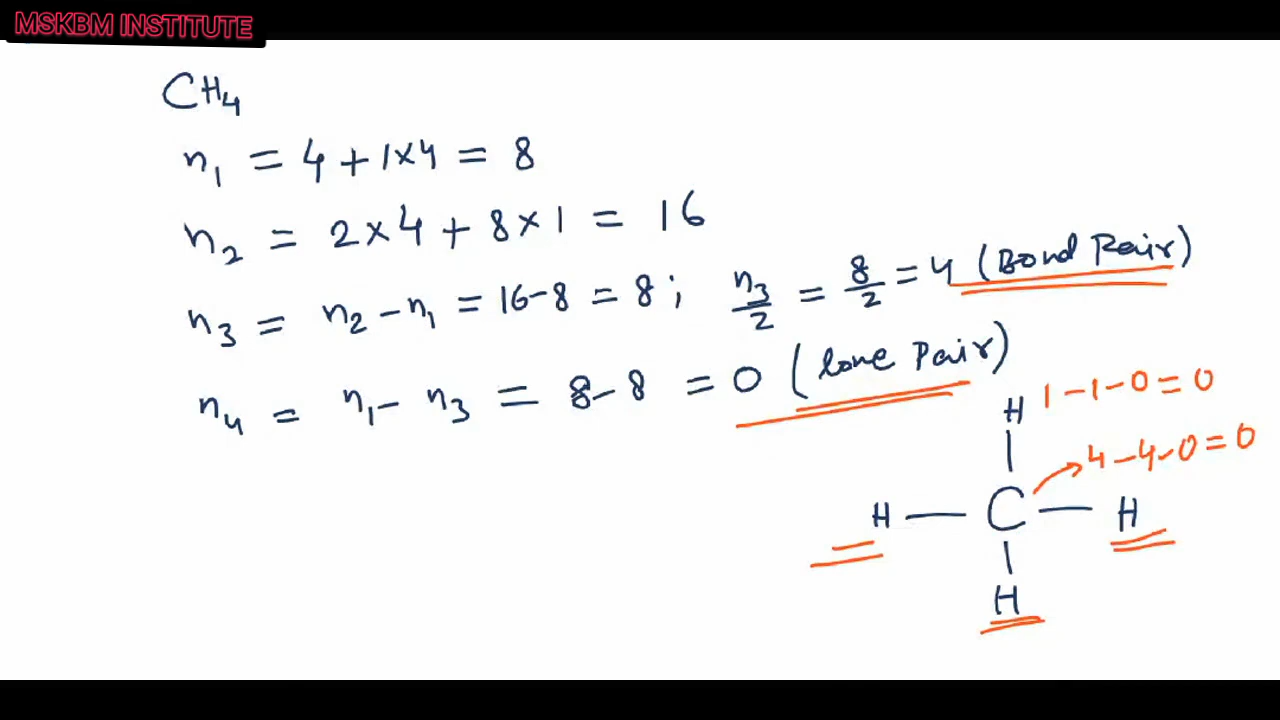 MSKBM INSTITUTE
CH₄
n₁ = 4 + 1×4 = 8
n₂ = 2×4 + 8×1 = 16
n₃ = n₂ - n₁ = 16-8 = 8; n₃/2 = 8/2 = 4 (Bond Pair)
n₄ = n₁ - n₃ = 8-8 = 0 (lone Pair)
H 1-1-0=0
4-4-0=0
H — C — H
H